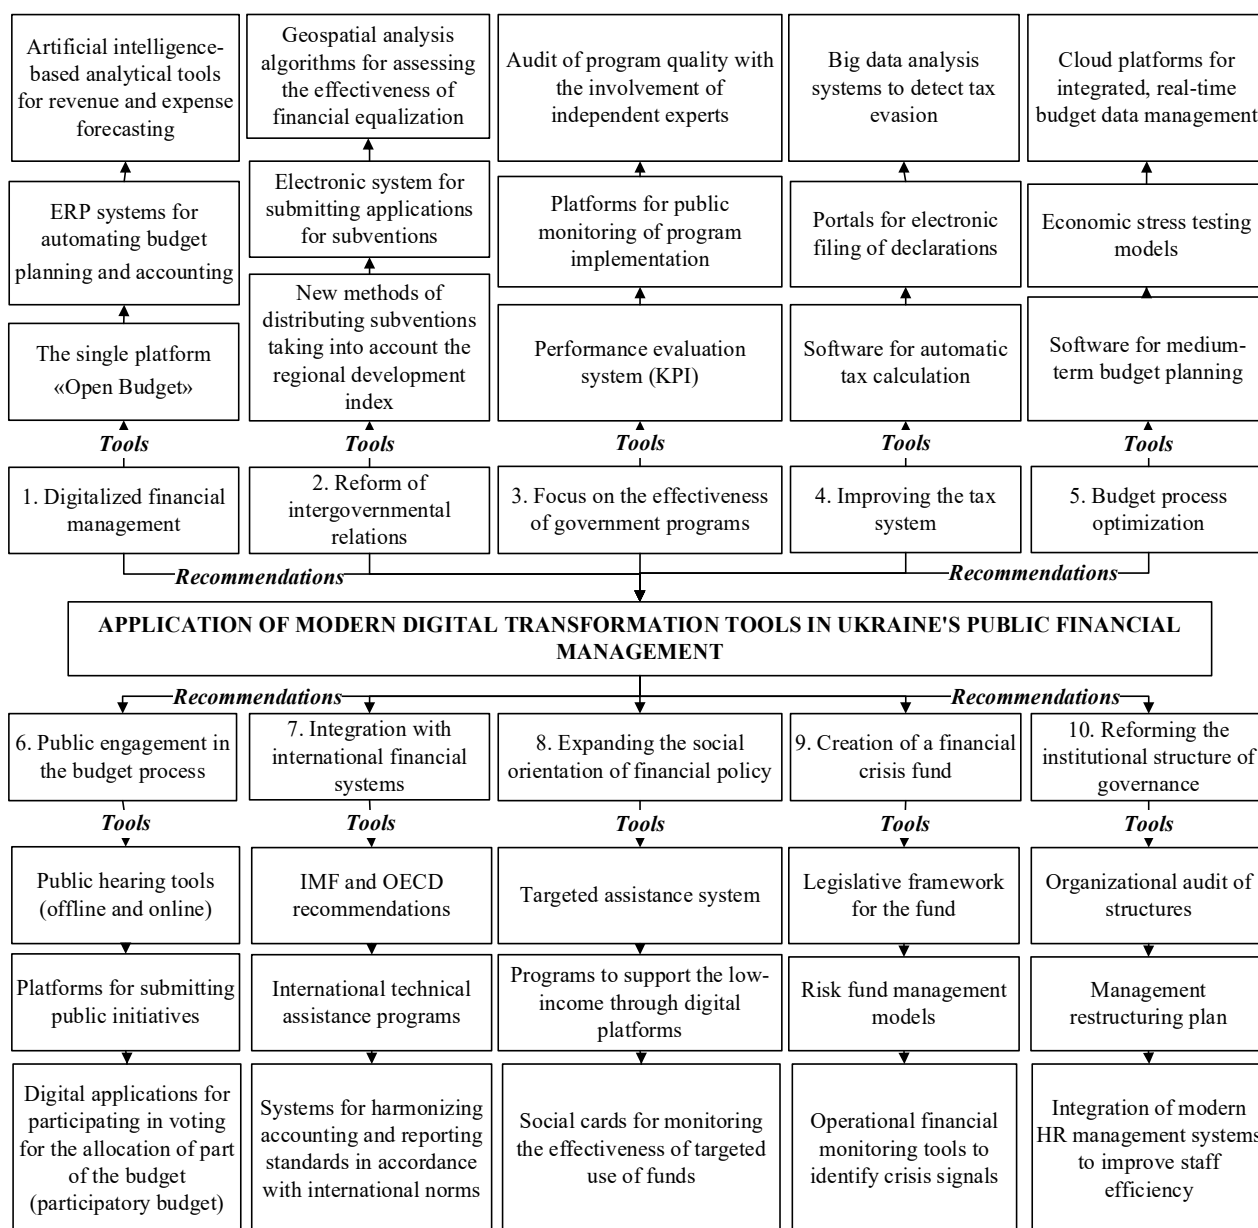 Artificial intelligence-
based analytical tools
for revenue and expense
forecasting
Geospatial analysis
algorithms for assessing
the effectiveness of
financial equalization
Audit of program quality with
the involvement of
independent experts
Big data analysis
systems to detect tax
evasion
Cloud platforms for
integrated, real-time
budget data management
ERP systems for
automating budget
planning and accounting
Electronic system for
submitting applications
for subventions
Platforms for public
monitoring of program
implementation
Portals for electronic
filing of declarations
Economic stress testing
models
The single platform
«Open Budget»
New methods of
distributing subventions
taking into account the
regional development
index
Performance evaluation
system (KPI)
Software for automatic
tax calculation
Software for medium-
term budget planning
Tools
Tools
Tools
Tools
Tools
1. Digitalized financial
management
2. Reform of
intergovernmental
relations
3. Focus on the effectiveness
of government programs
4. Improving the tax
system
5. Budget process
optimization
Recommendations
Recommendations
APPLICATION OF MODERN DIGITAL TRANSFORMATION TOOLS IN UKRAINE'S PUBLIC FINANCIAL
MANAGEMENT
Recommendations
Recommendations
6. Public engagement in
the budget process
7. Integration with
international financial
systems
8. Expanding the social
orientation of financial policy
9. Creation of a financial
crisis fund
10. Reforming the
institutional structure of
governance
Tools
Tools
Tools
Tools
Tools
Public hearing tools
(offline and online)
IMF and OECD
recommendations
Targeted assistance system
Legislative framework
for the fund
Organizational audit of
structures
Platforms for submitting
public initiatives
International technical
assistance programs
Programs to support the low-
income through digital
platforms
Risk fund management
models
Management
restructuring plan
Digital applications for
participating in voting
for the allocation of part
of the budget
(participatory budget)
Systems for harmonizing
accounting and reporting
standards in accordance
with international norms
Social cards for monitoring
the effectiveness of targeted
use of funds
Operational financial
monitoring tools to
identify crisis signals
Integration of modern
HR management systems
to improve staff
efficiency